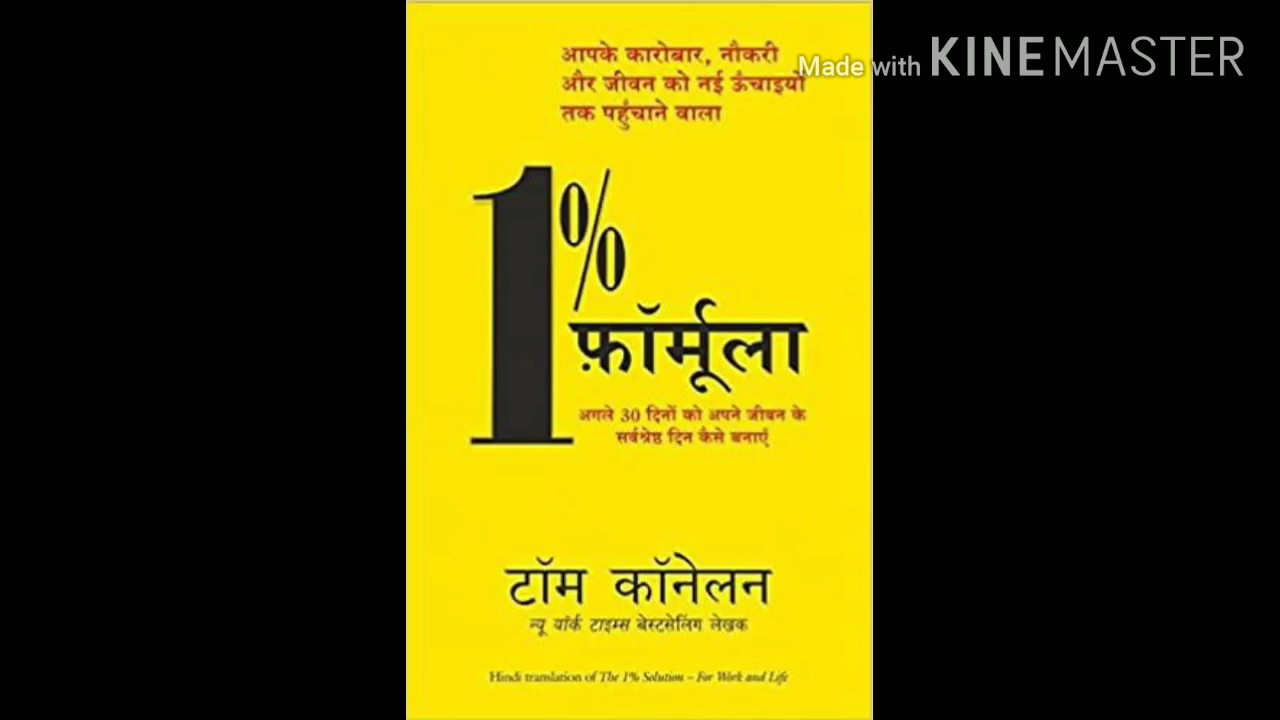 आपके कारोबार, नौकरी
और जीवन को नई ऊँचाइयों
तक पहुँचाने वाला
Made with KINEMASTER
1%
फ़ॉर्मूला
अगले 30 दिनों को अपने जीवन के
सर्वश्रेष्ठ दिन कैसे बनाएँ
टॉम कॉनेलन
न्यू यॉर्क टाइम्स बेस्टसेलिंग लेखक
Hindi translation of The 1% Solution – For Work and Life